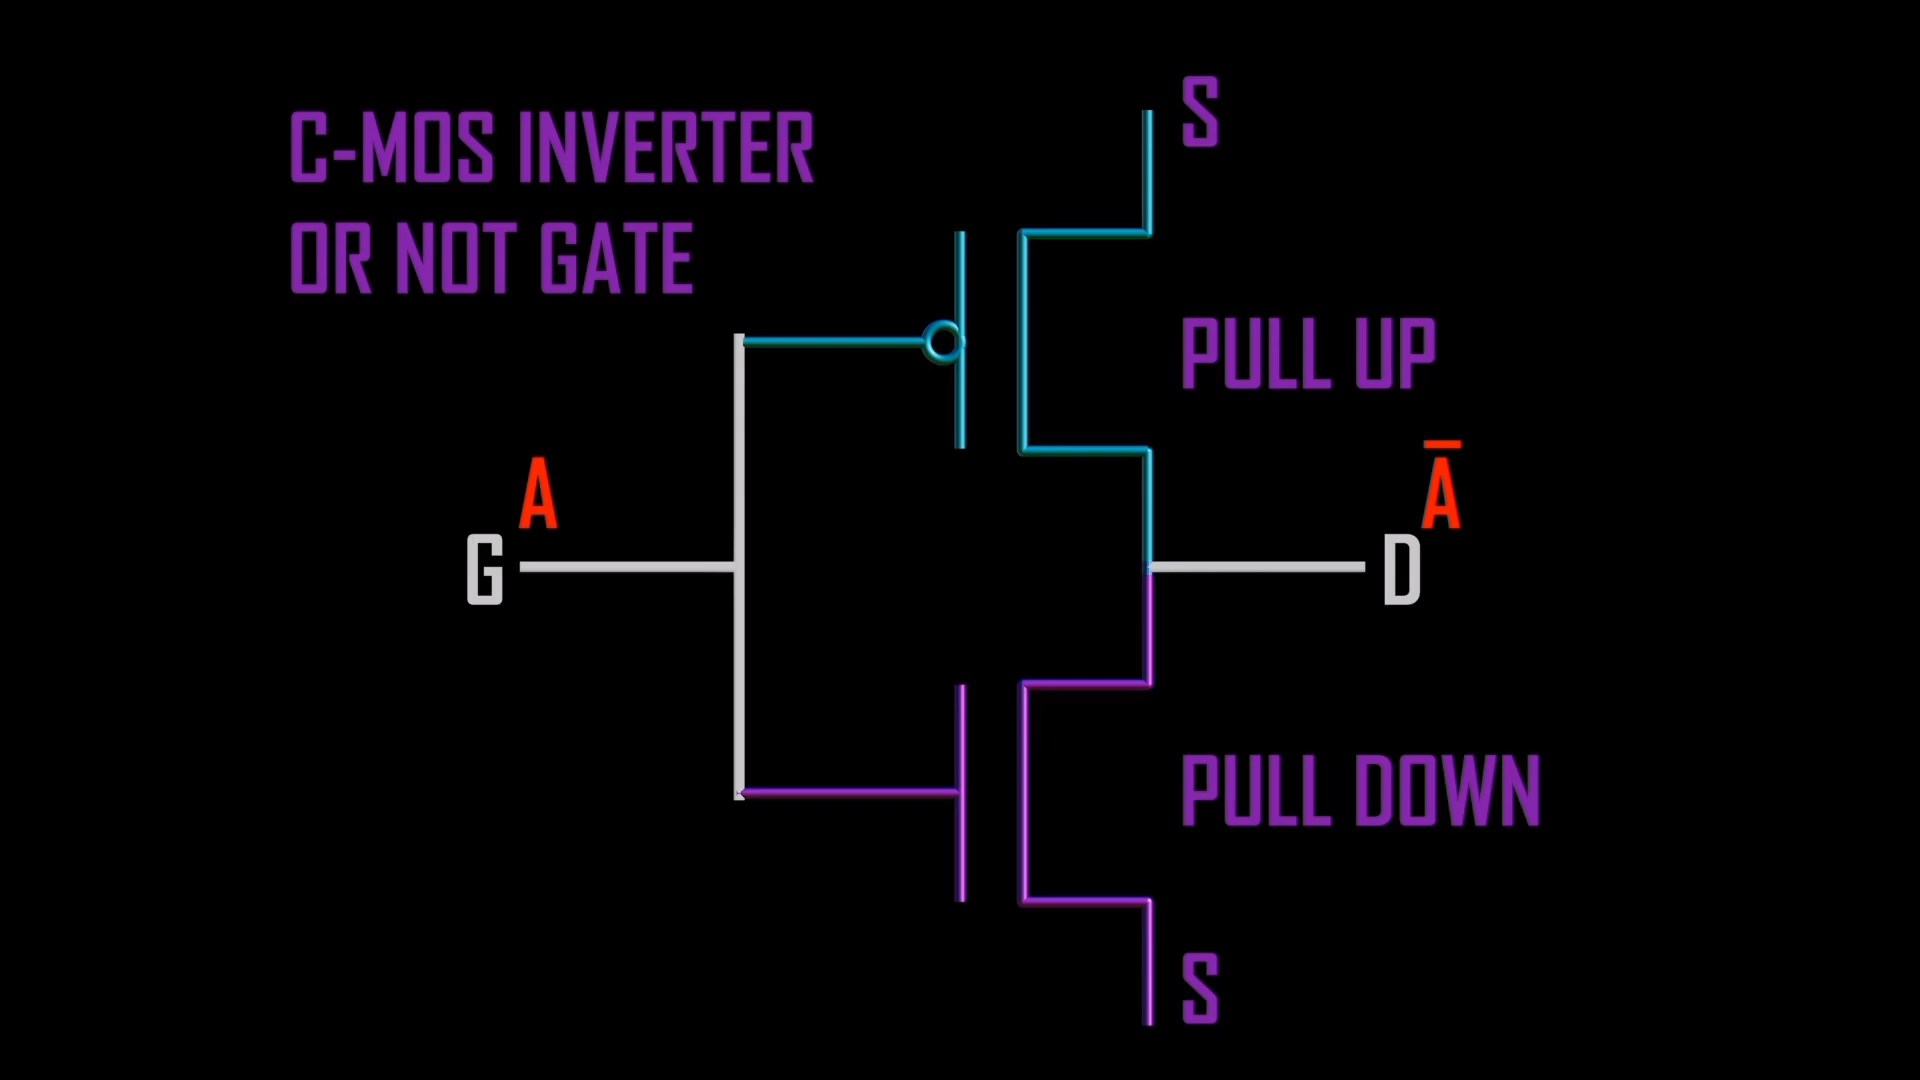 C-MOS INVERTER
OR NOT GATE
S
PULL UP
A
Ā
G
D
PULL DOWN
S